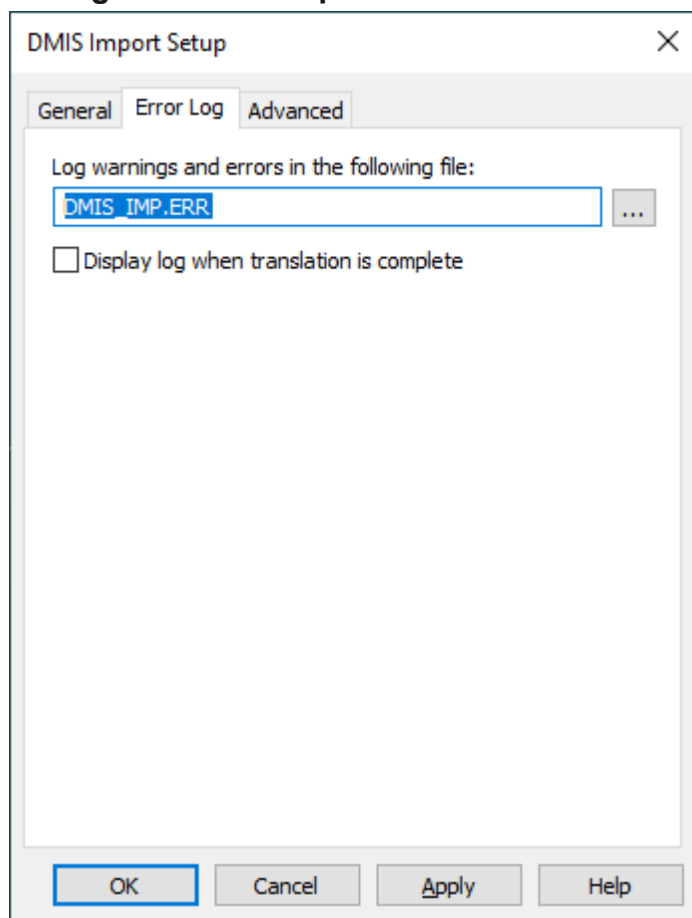 DMIS Import Setup
General Error Log Advanced
Log warnings and errors in the following file:
DMIS_IMP.ERR ...
Display log when translation is complete
OK Cancel Apply Help